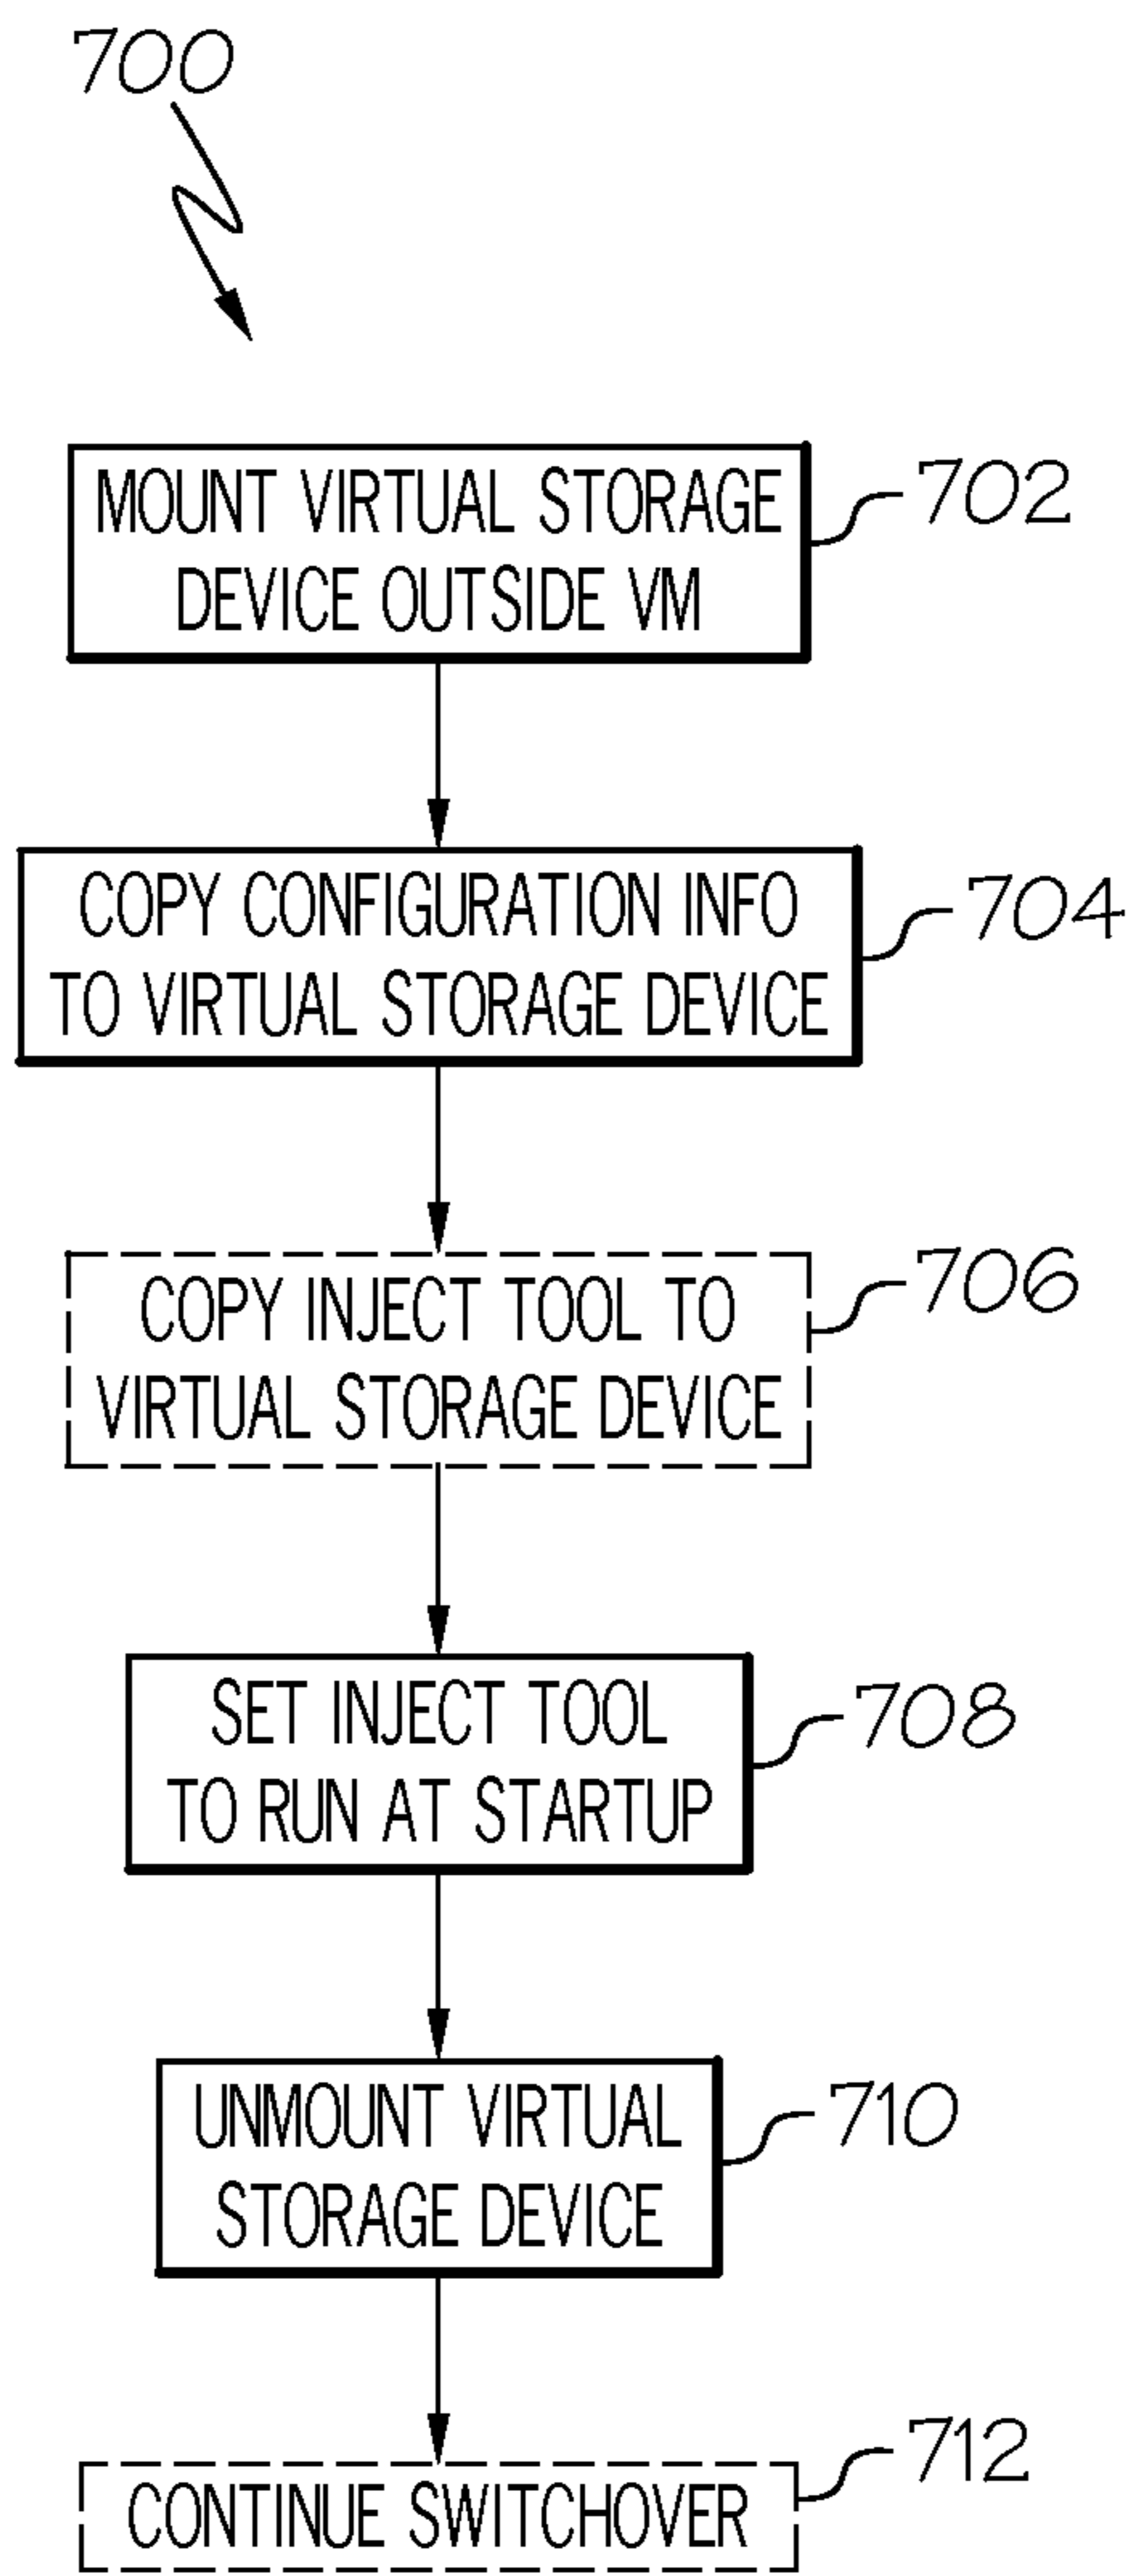 700
MOUNT VIRTUAL STORAGE
DEVICE OUTSIDE VM
702
COPY CONFIGURATION INFO
TO VIRTUAL STORAGE DEVICE
704
COPY INJECT TOOL TO
VIRTUAL STORAGE DEVICE
706
SET INJECT TOOL
TO RUN AT STARTUP
708
UNMOUNT VIRTUAL
STORAGE DEVICE
710
CONTINUE SWITCHOVER
712